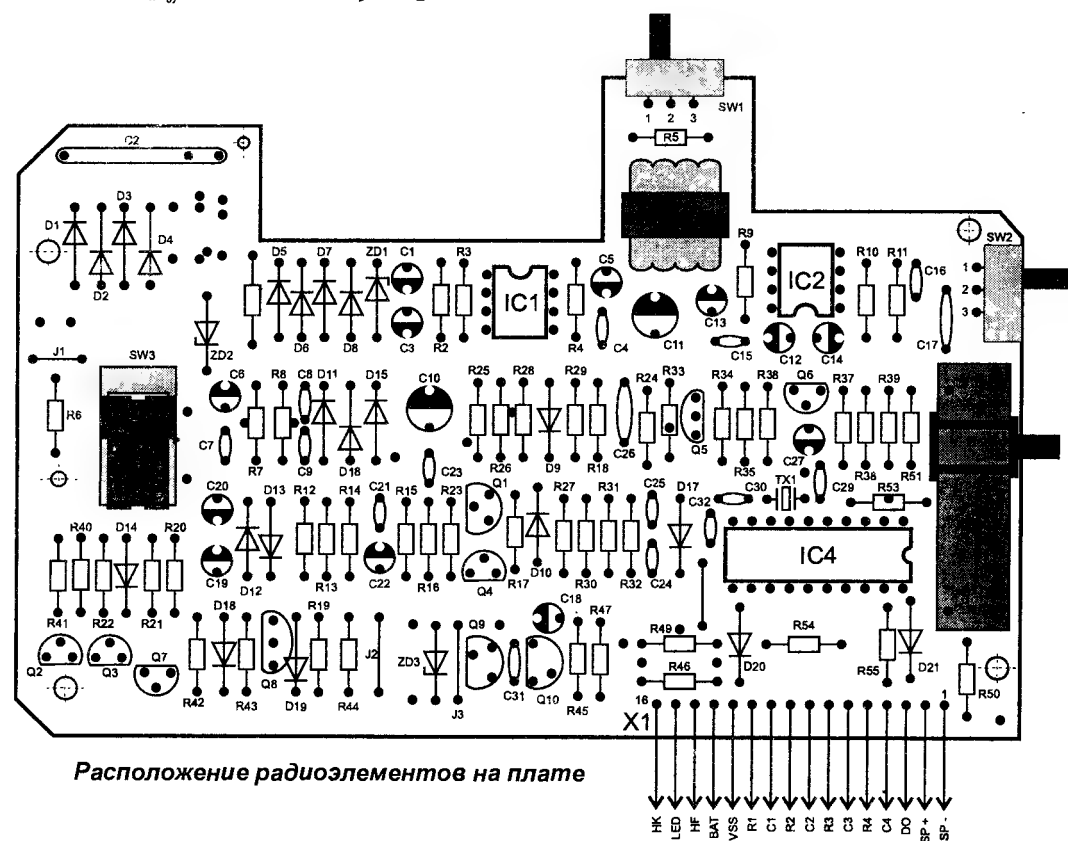 SW1
1 2 3
R5
C2
D1
D3
D4
D2
D5
D7
ZD1
C1
R3
C5
R9
R10
R11
C16
SW2
1
2
3
IC1
IC2
C13
ZD2
D6
D8
C3
R2
R4
C4
C11
C15
C12
C14
C17
J1
SW3
R6
C6
R8
C8
D11
D15
C10
R25
R28
R29
R24
R33
R34
R38
Q6
R37
R39
C7
R7
C9
D18
C23
R26
D9
R18
C26
Q5
R35
C27
R38
R51
C29
C20
D13
R12
R14
C21
R15
R23
Q1
R27
R31
C25
D17
C32
C30
TX1
R53
R40
D14
R20
C19
D12
R13
C22
R16
Q4
R17
D10
R30
R32
C24
IC4
R41
R22
R21
D18
R19
C18
R47
Q2
Q3
Q7
R42
R43
Q8
D19
R44
J2
ZD3
J3
Q9
C31
Q10
R45
R49
R46
D20
R54
R55
D21
R50
16
1
X1
Расположение радиоэлементов на плате
HK LED HF BAT VSS R1 C1 R2 C2 R3 C3 R4 C4 DO SP + SP -